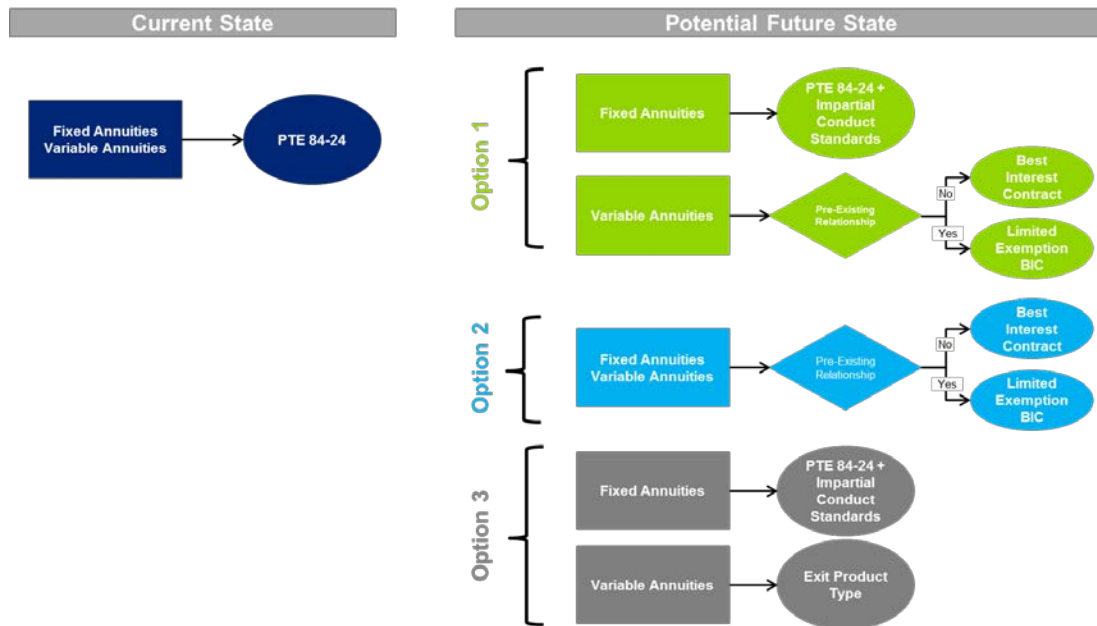 Current State
Potential Future State
Fixed Annuities
Variable Annuities
PTE 84-24
Option 1
Fixed Annuities
PTE 84-24 +
Impartial
Conduct
Standards
Variable Annuities
Pre-Existing
Relationship
No
Best
Interest
Contract
Yes
Limited
Exemption
BIC
Option 2
Fixed Annuities
Variable Annuities
Pre-Existing
Relationship
No
Best
Interest
Contract
Yes
Limited
Exemption
BIC
Option 3
Fixed Annuities
PTE 84-24 +
Impartial
Conduct
Standards
Variable Annuities
Exit Product
Type